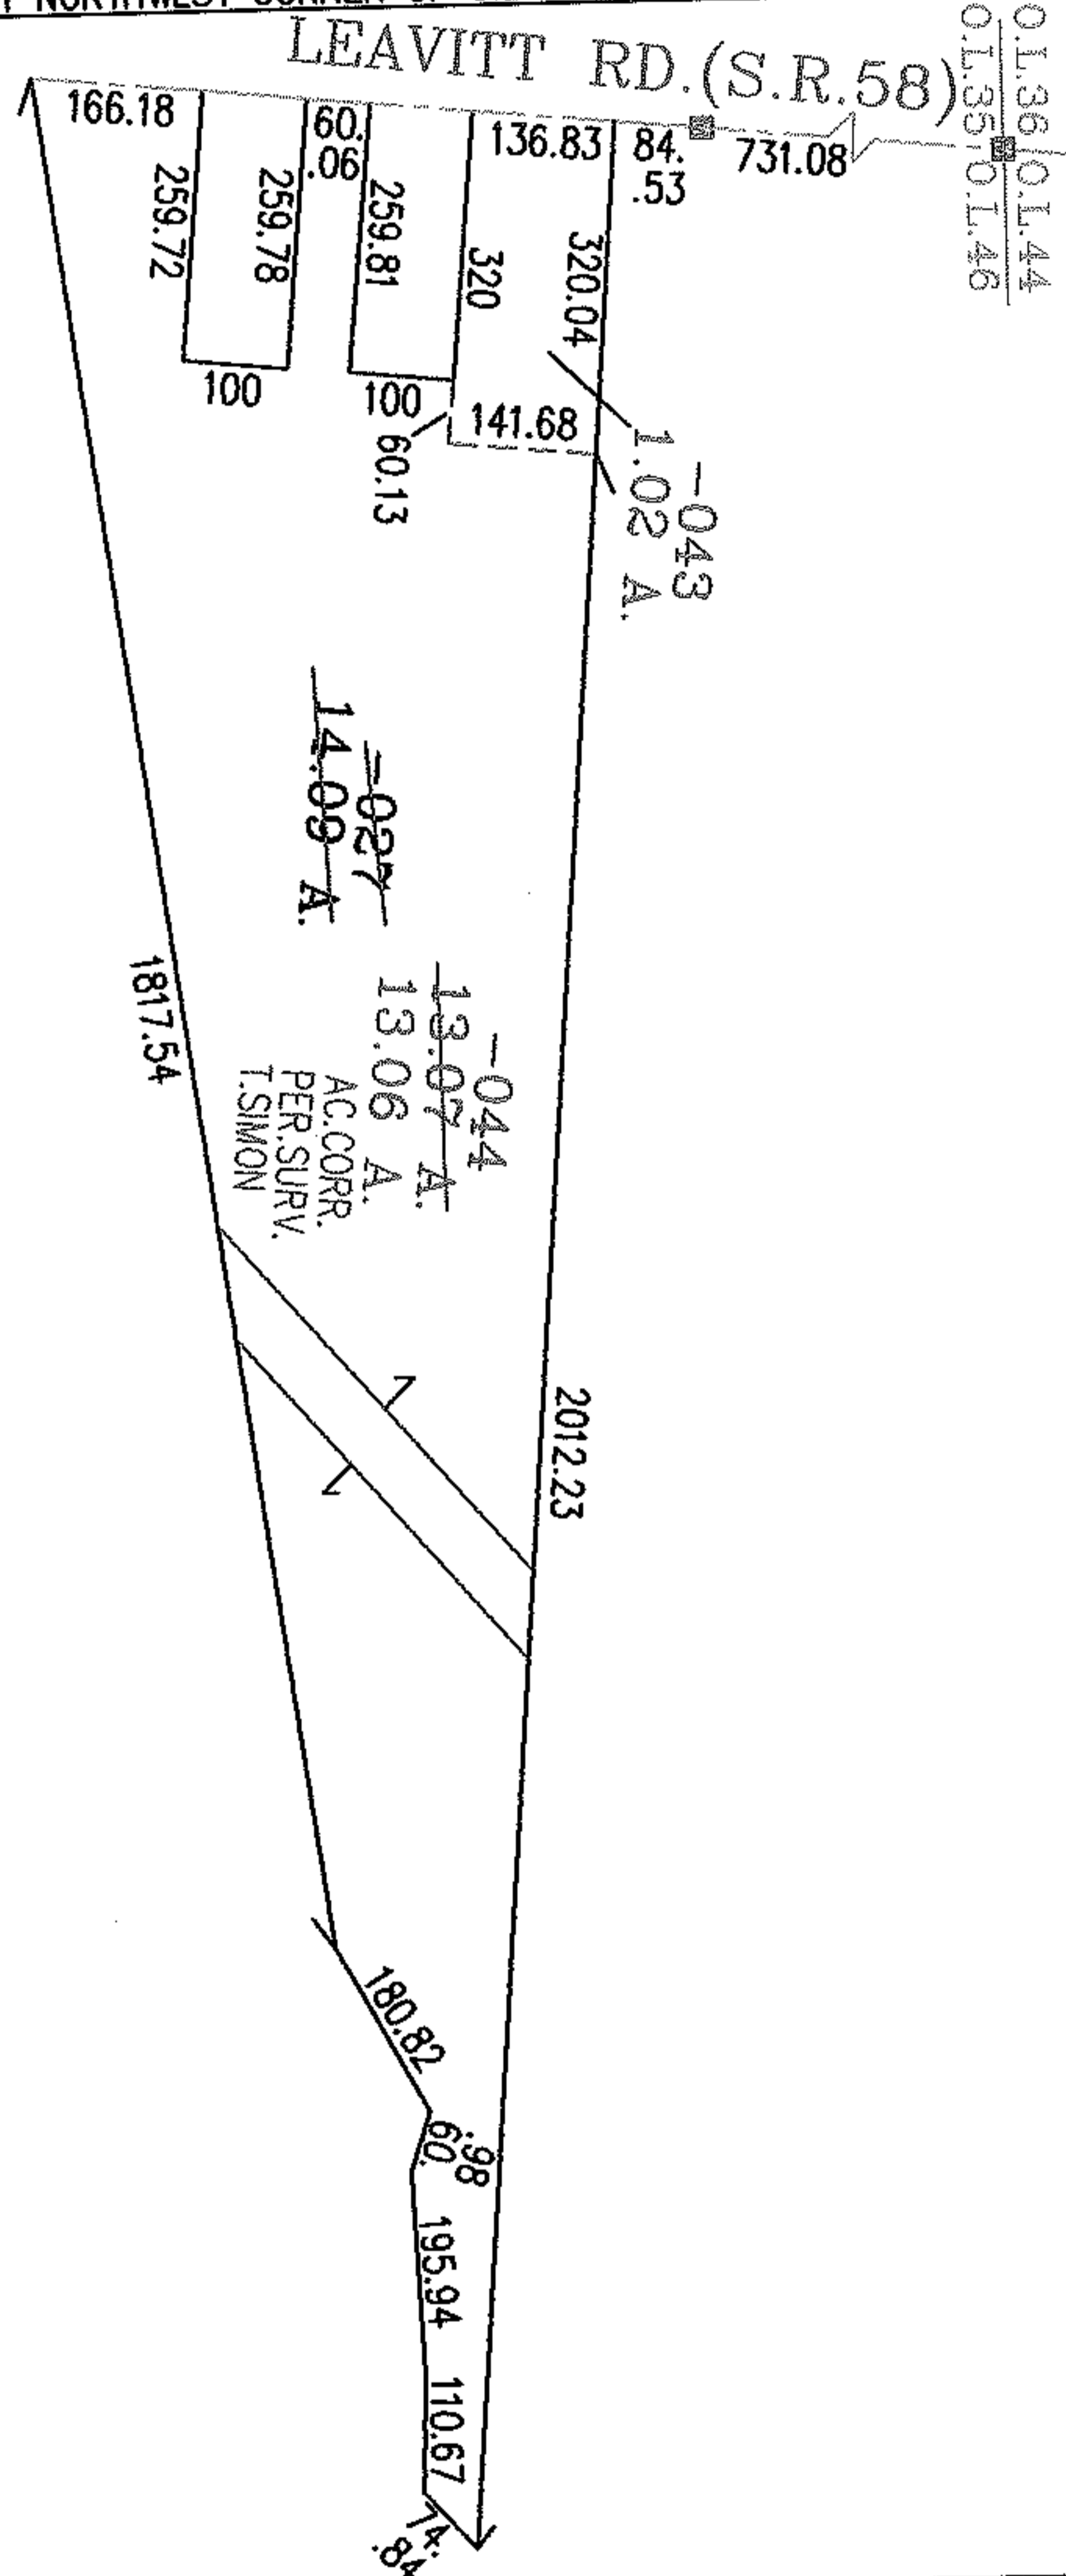 LEAVITT RD.(S.R.58)
O.L.36 O.L.44
O.L.35 O.L.46
166.18
60.
.06
136.83
84.
.53
731.08
259.72
259.78
259.81
320
320.04
100
100
60.13
141.68
-043
1.02 A.
-027
14.09 A.
-044
13.07 A.
13.06 A.
AC.CORR.
PER.SURV.
T.SIMON
1817.54
2012.23
180.82
60.
.98
195.94
110.67
74.
.84